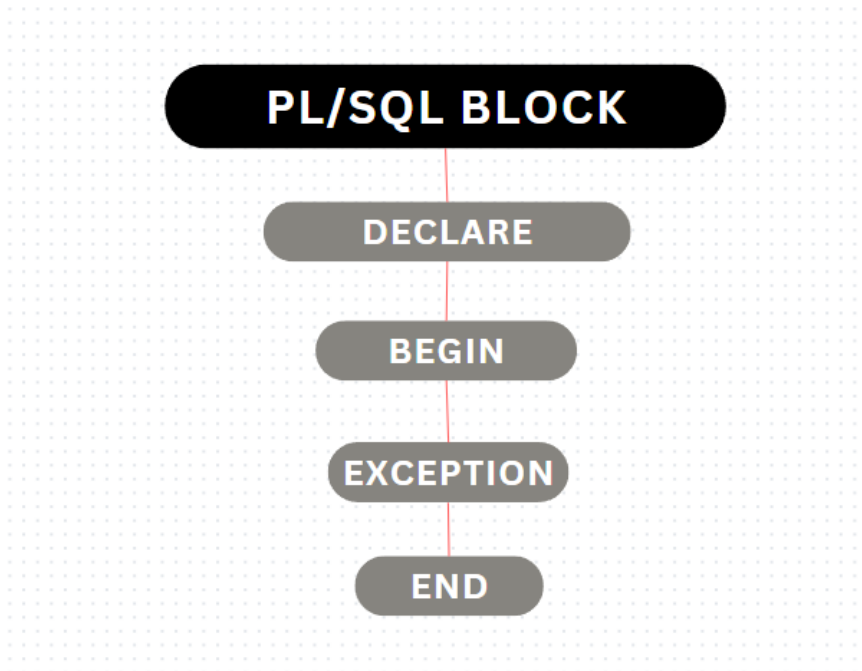 PL/SQL BLOCK
DECLARE
BEGIN
EXCEPTION
END